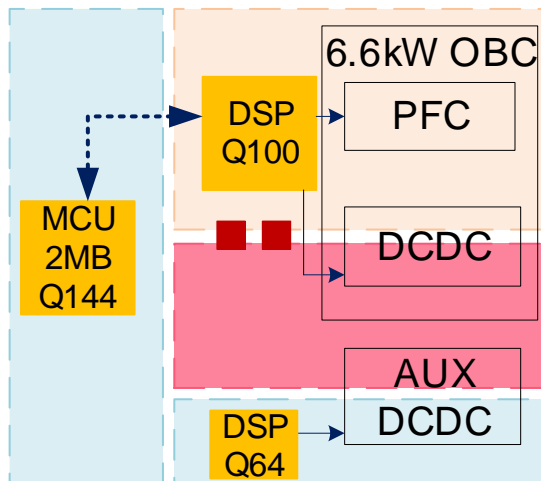 6.6kW OBC
DSP
Q100
PFC
MCU
2MB
Q144
DCDC
AUX
DCDC
DSP
Q64